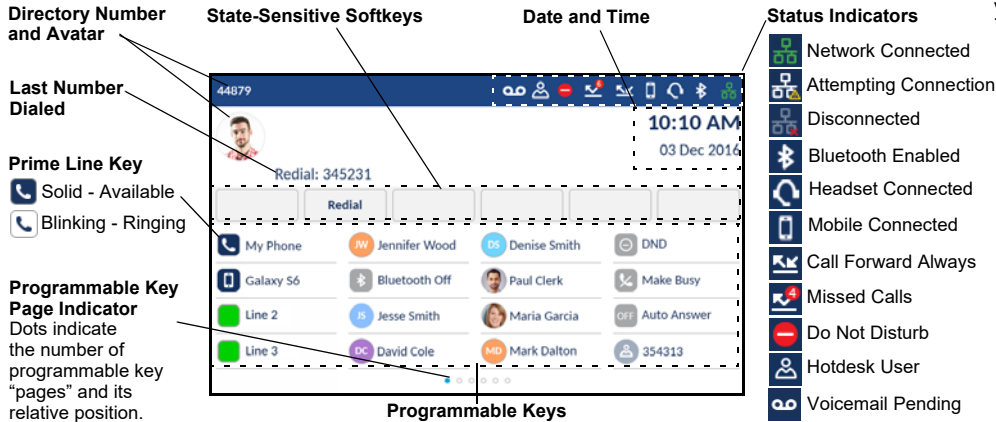 Directory Number
and Avatar
State-Sensitive Softkeys
Date and Time
Status Indicators
Last Number
Dialed
Prime Line Key
Solid - Available
Blinking - Ringing
Programmable Key
Page Indicator
Dots indicate
the number of
programmable key
“pages” and its
relative position.
44879
4
10:10 AM
03 Dec 2016
Redial: 345231
Redial
My Phone
JW Jennifer Wood
DS Denise Smith
DND
Galaxy S6
Bluetooth Off
Paul Clerk
Make Busy
Line 2
JS Jesse Smith
Maria Garcia
OFF Auto Answer
Line 3
DC David Cole
MD Mark Dalton
354313
Programmable Keys
Network Connected
Attempting Connection
Disconnected
Bluetooth Enabled
Headset Connected
Mobile Connected
Call Forward Always
4 Missed Calls
Do Not Disturb
Hotdesk User
Voicemail Pending